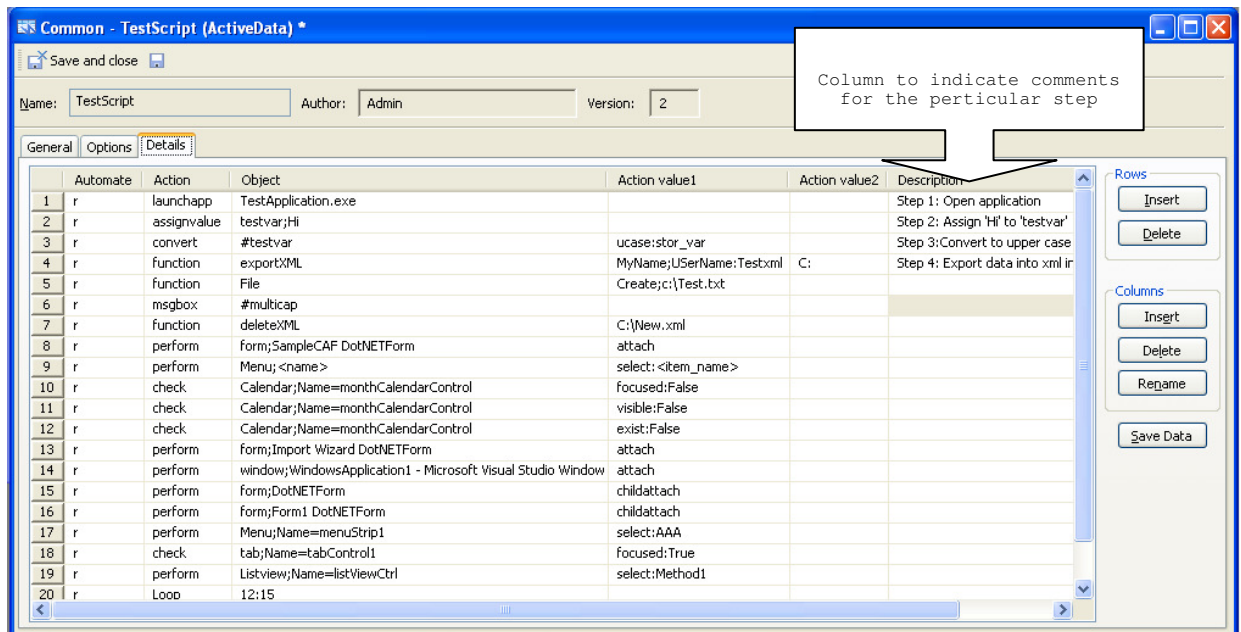 Common - TestScript (ActiveData) *
Save and close
Column to indicate comments
for the perticular step
Name: TestScript Author: Admin Version: 2
General Options Details
Automate Action Object Action value1 Action value2 Description
1 r launchapp TestApplication.exe Step 1: Open application
2 r assignvalue testvar;Hi Step 2: Assign 'Hi' to 'testvar'
3 r convert #testvar ucase:stor_var Step 3:Convert to upper case
4 r function exportXML MyName;USerName:Testxml C: Step 4: Export data into xml in
5 r function File Create;c:\Test.txt
6 r msgbox #multicap
7 r function deleteXML C:\New.xml
8 r perform form;SampleCAF DotNETForm attach
9 r perform Menu;<name> select:<item_name>
10 r check Calendar;Name=monthCalendarControl focused:False
11 r check Calendar;Name=monthCalendarControl visible:False
12 r check Calendar;Name=monthCalendarControl exist:False
13 r perform form;Import Wizard DotNETForm attach
14 r perform window;WindowsApplication1 - Microsoft Visual Studio Window attach
15 r perform form;DotNETForm childattach
16 r perform form;Form1 DotNETForm childattach
17 r perform Menu;Name=menuStrip1 select:AAA
18 r check tab;Name=tabControl1 focused:True
19 r perform Listview;Name=listViewCtrl select:Method1
20 r Loop 12:15
Rows
Insert
Delete
Columns
Insert
Delete
Rename
Save Data